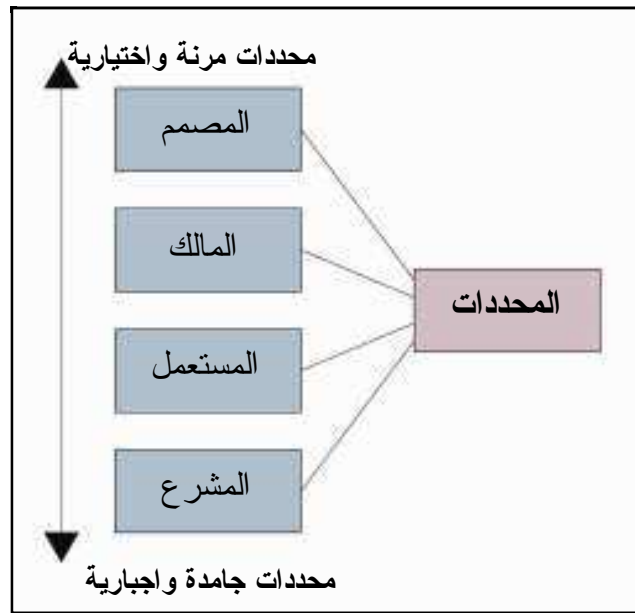 محددات مرنة واختيارية
المصمم
المالك
المحددات
المستعمل
المشرع
محددات جامدة واجبارية